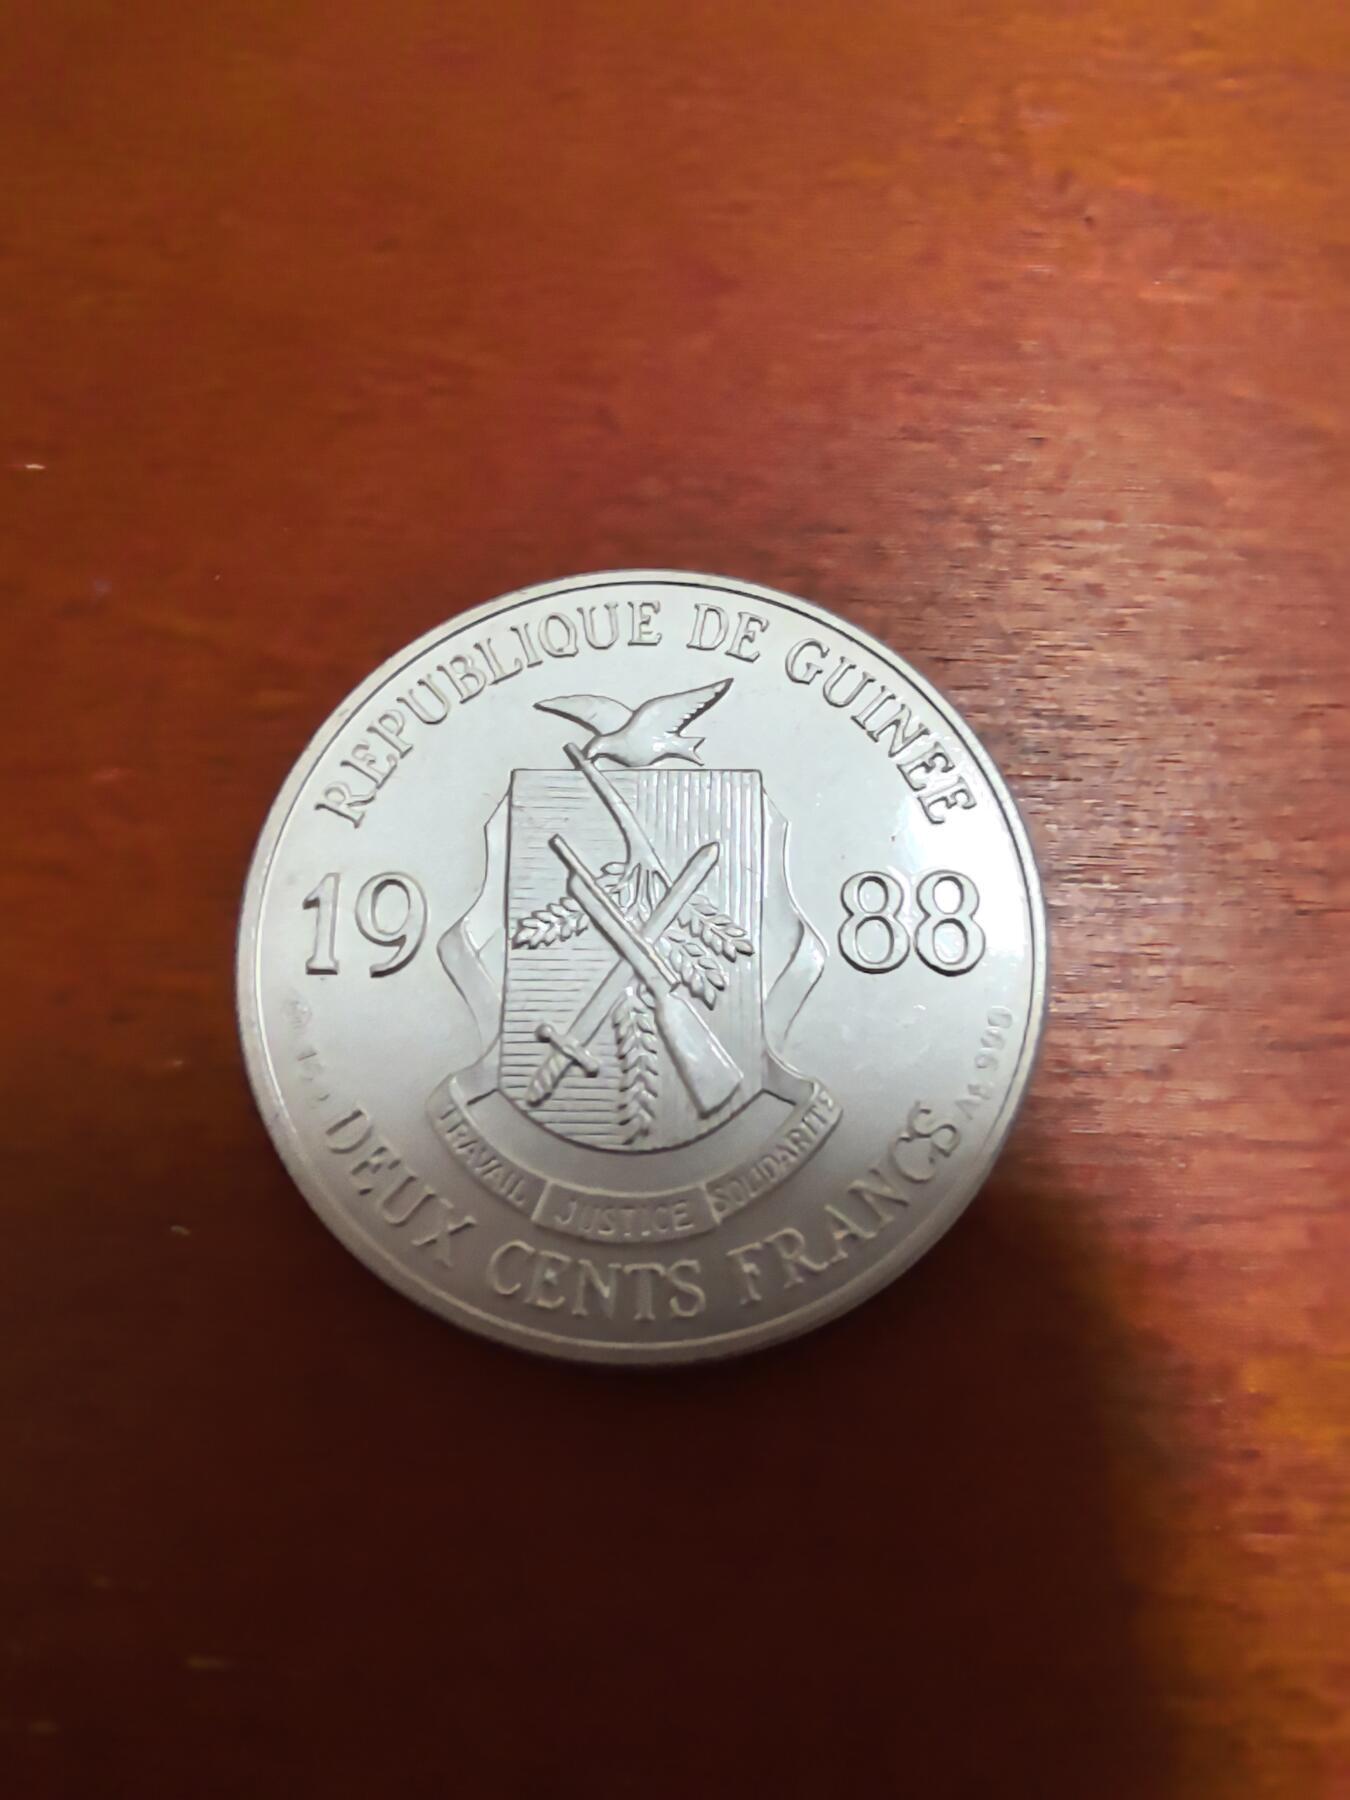 REPUBLIQUE DE GUINEE
19 88
TRAVAIL JUSTICE SOLIDARITE
DEUX CENTS FRANCS